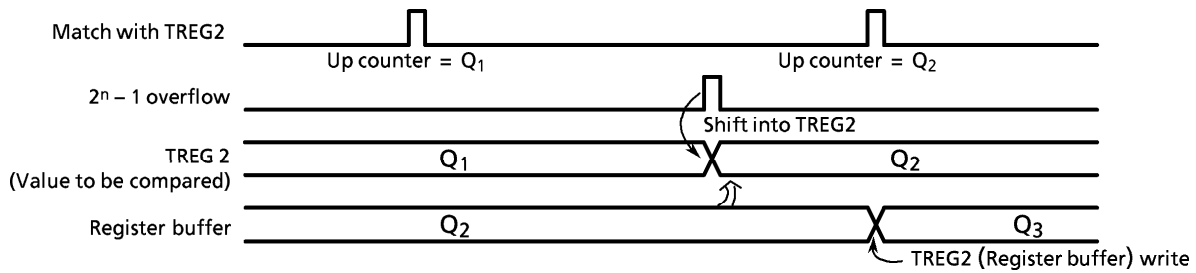 Match with TREG2
Up counter = Q₁ Up counter = Q₂
2ⁿ – 1 overflow
Shift into TREG2
TREG 2
(Value to be compared)
Q₁ Q₂
Register buffer Q₂ Q₃
TREG2 (Register buffer) write